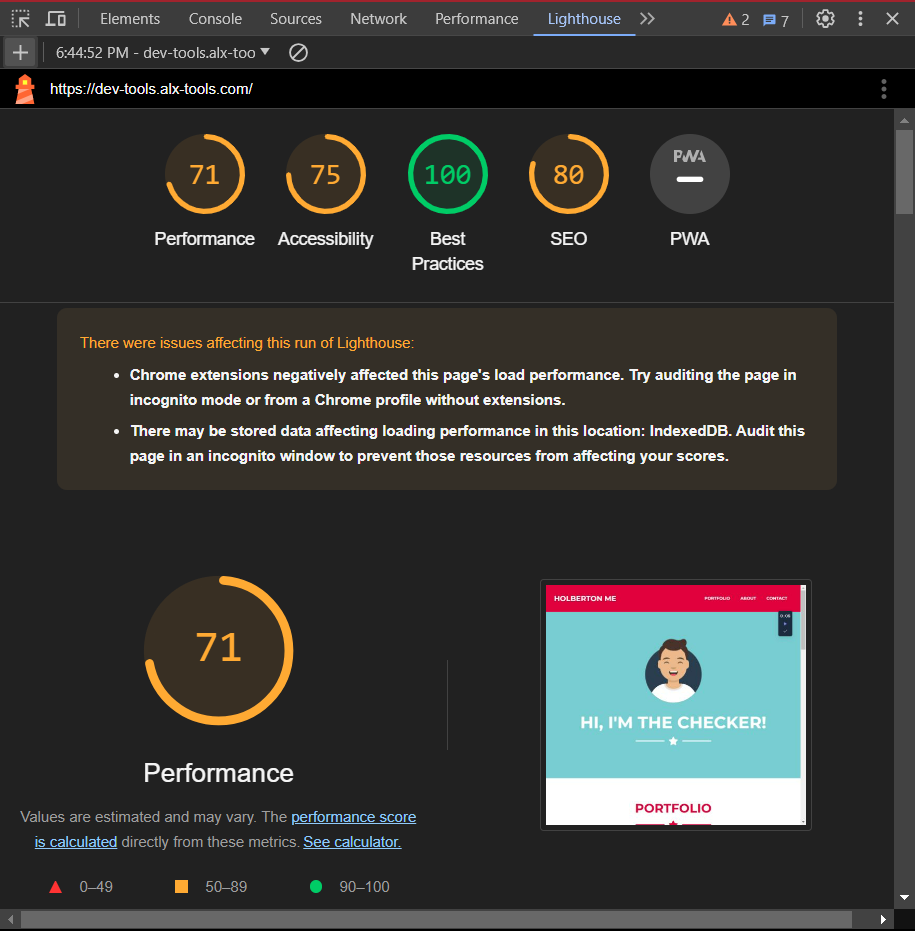 Elements Console Sources Network Performance Lighthouse 2 7
6:44:52 PM - dev-tools.alx-too
https://dev-tools.alx-tools.com/
71 75 100 80 PWA
Performance Accessibility Best Practices SEO PWA
There were issues affecting this run of Lighthouse:
Chrome extensions negatively affected this page's load performance. Try auditing the page in
incognito mode or from a Chrome profile without extensions.
There may be stored data affecting loading performance in this location: IndexedDB. Audit this
page in an incognito window to prevent those resources from affecting your scores.
71
Performance
Values are estimated and may vary. The performance score
is calculated directly from these metrics. See calculator.
0–49 50–89 90–100
HOLBERTON ME PORTFOLIO ABOUT CONTACT
HI, I'M THE CHECKER!
PORTFOLIO